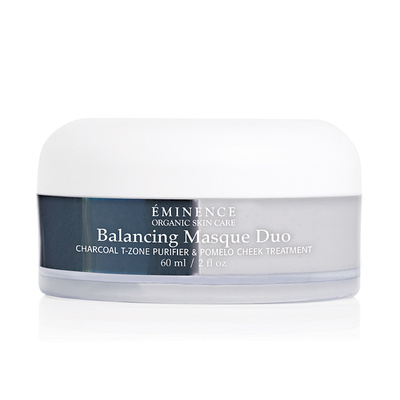 ÉMINENCE
ORGANIC SKIN CARE
Balancing Masque Duo
CHARCOAL T-ZONE PURIFIER & POMELO CHEEK TREATMENT
60 ml / 2 fl oz